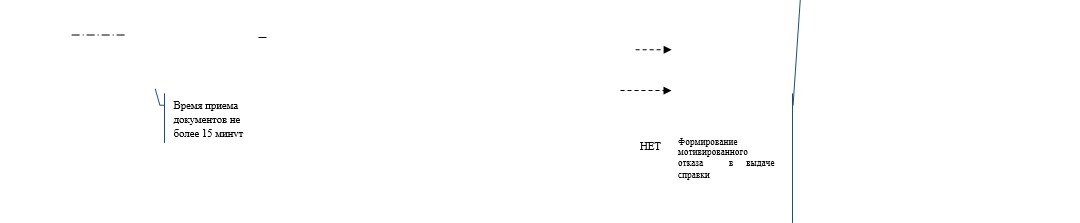 Время приема
документов не
более 15 минут
НЕТ
Формирование
мотивированного
отказа в выдаче
справки